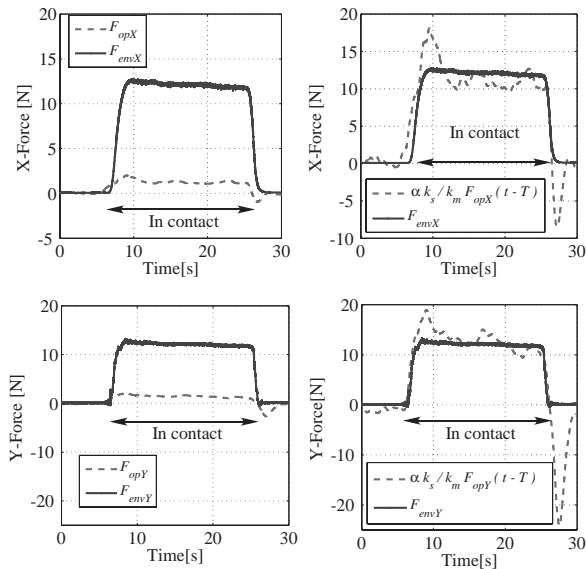 20
15
10
5
0
-5
X-Force [N]
F_opX
F_envX
In contact
0 10 20 30
Time[s]
20
15
10
5
0
-5
-10
X-Force [N]
In contact
α k_s / k_m F_opX ( t - T )
F_envX
0 10 20 30
Time[s]
20
10
0
-10
-20
Y-Force [N]
In contact
F_opY
F_envY
0 10 20 30
Time[s]
20
10
0
-10
-20
Y-Force[N]
In contact
α k_s / k_m F_opY ( t - T )
F_envY
0 10 20 30
Time[s]